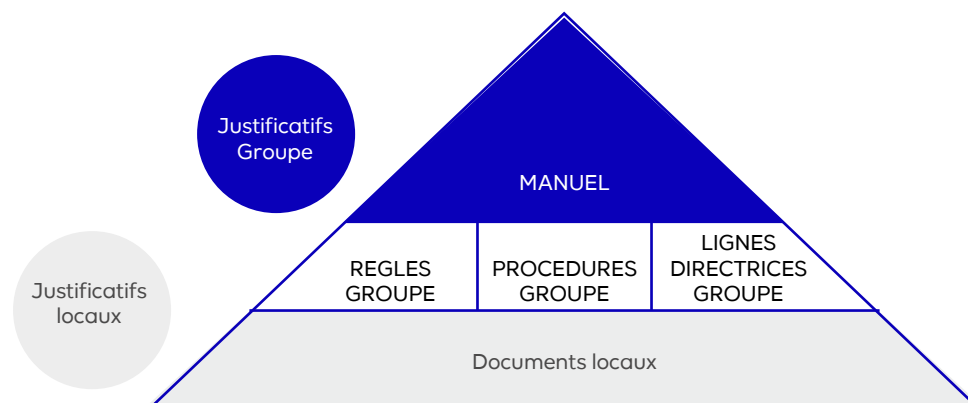 Justificatifs
Groupe
MANUEL
Justificatifs
locaux
REGLES
GROUPE
PROCEDURES
GROUPE
LIGNES
DIRECTRICES
GROUPE
Documents locaux